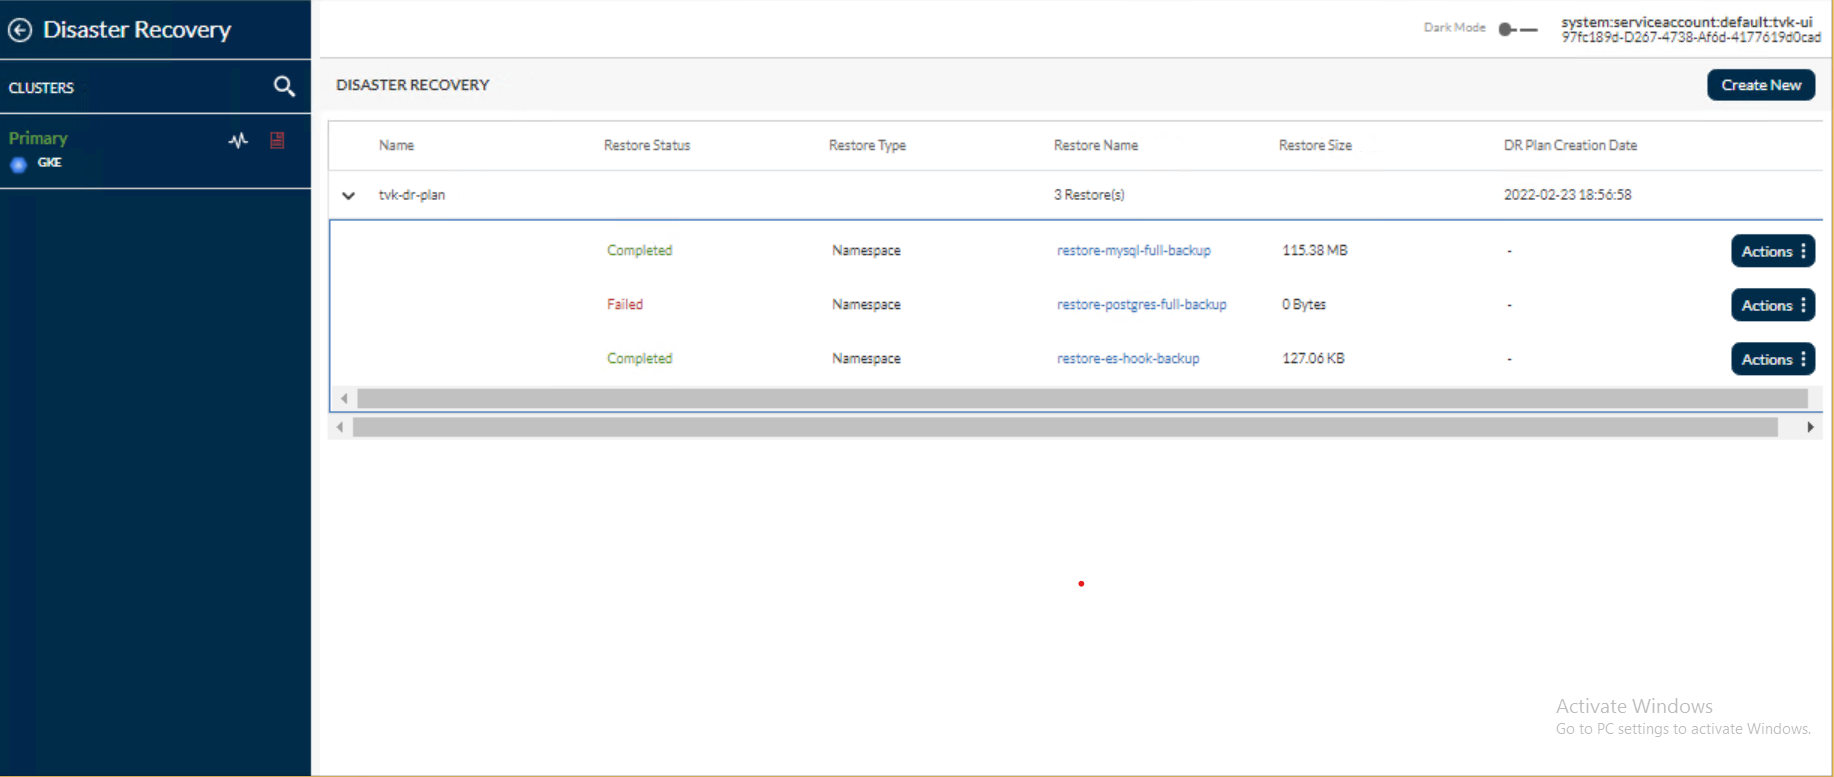 Disaster Recovery
CLUSTERS
Primary
GKE
Dark Mode
system:serviceaccount:default:tvk-ui
97fc189d-D267-4738-Af6d-4177619d0cad
DISASTER RECOVERY
Create New
Name Restore Status Restore Type Restore Name Restore Size DR Plan Creation Date
tvk-dr-plan 3 Restore(s) 2022-02-23 18:56:58
Completed Namespace restore-mysql-full-backup 115.38 MB - Actions
Failed Namespace restore-postgres-full-backup 0 Bytes - Actions
Completed Namespace restore-es-hook-backup 127.06 KB - Actions
Activate Windows
Go to PC settings to activate Windows.